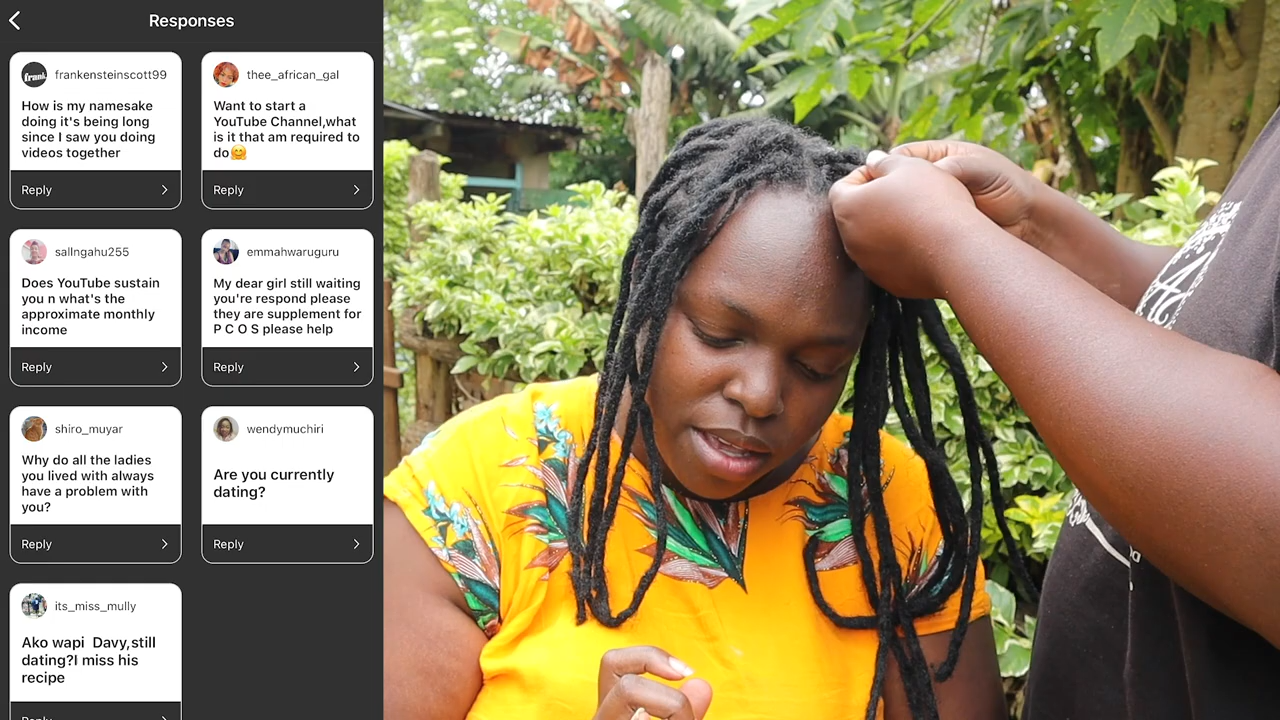 Responses
frankensteinscott99
How is my namesake
doing it's being long
since I saw you doing
videos together
Reply
thee_african_gal
Want to start a
YouTube Channel,what
is it that am required to
do🤗
Reply
sallngahu255
Does YouTube sustain
you n what's the
approximate monthly
income
Reply
emmahwaruguru
My dear girl still waiting
you're respond please
they are supplement for
P C O S please help
Reply
shiro_muyar
Why do all the ladies
you lived with always
have a problem with
you?
Reply
wendymuchiri
Are you currently
dating?
Reply
its_miss_mully
Ako wapi Davy,still
dating?I miss his
recipe
Reply